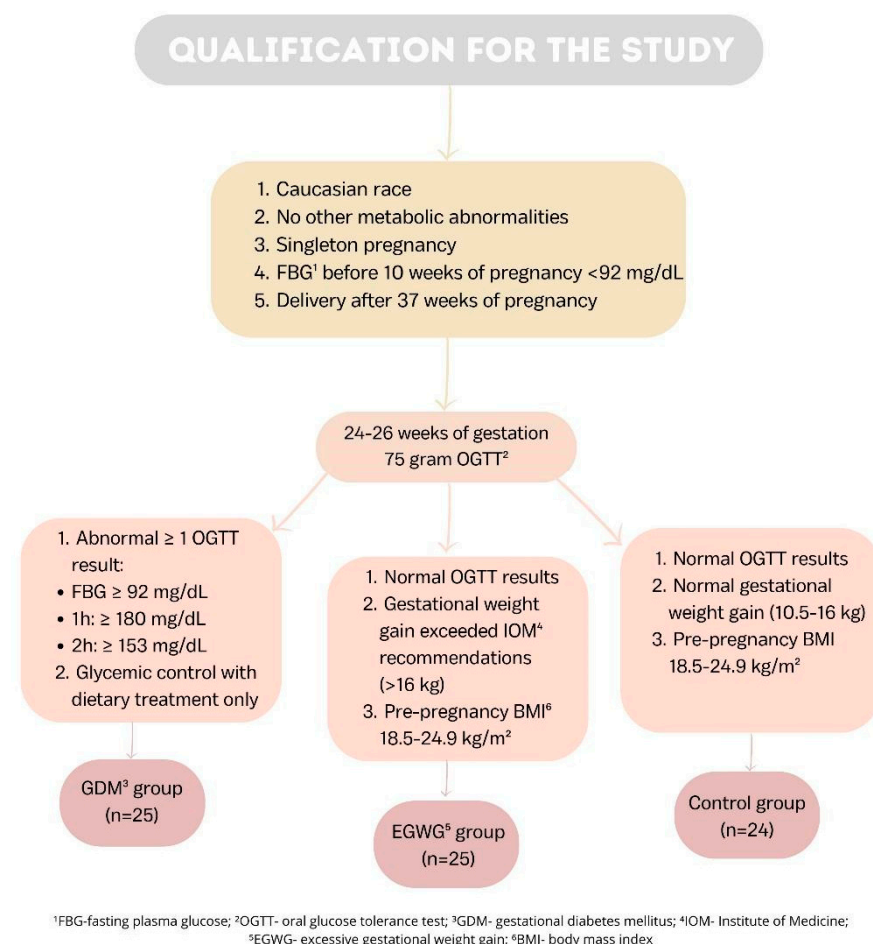 QUALIFICATION FOR THE STUDY
1. Caucasian race
2. No other metabolic abnormalities
3. Singleton pregnancy
4. FBG¹ before 10 weeks of pregnancy <92 mg/dL
5. Delivery after 37 weeks of pregnancy
24-26 weeks of gestation
75 gram OGTT²
1. Abnormal ≥ 1 OGTT
result:
• FBG ≥ 92 mg/dL
• 1h: ≥ 180 mg/dL
• 2h: ≥ 153 mg/dL
2. Glycemic control with
dietary treatment only
GDM³ group
(n=25)
1. Normal OGTT results
2. Gestational weight
gain exceeded IOM⁴
recommendations
(>16 kg)
3. Pre-pregnancy BMI⁶
18.5-24.9 kg/m²
EGWG⁵ group
(n=25)
1. Normal OGTT results
2. Normal gestational
weight gain (10.5-16 kg)
3. Pre-pregnancy BMI
18.5-24.9 kg/m²
Control group
(n=24)
¹FBG-fasting plasma glucose; ²OGTT- oral glucose tolerance test; ³GDM- gestational diabetes mellitus; ⁴IOM- Institute of Medicine;
⁵EGWG- excessive gestational weight gain; ⁶BMI- body mass index